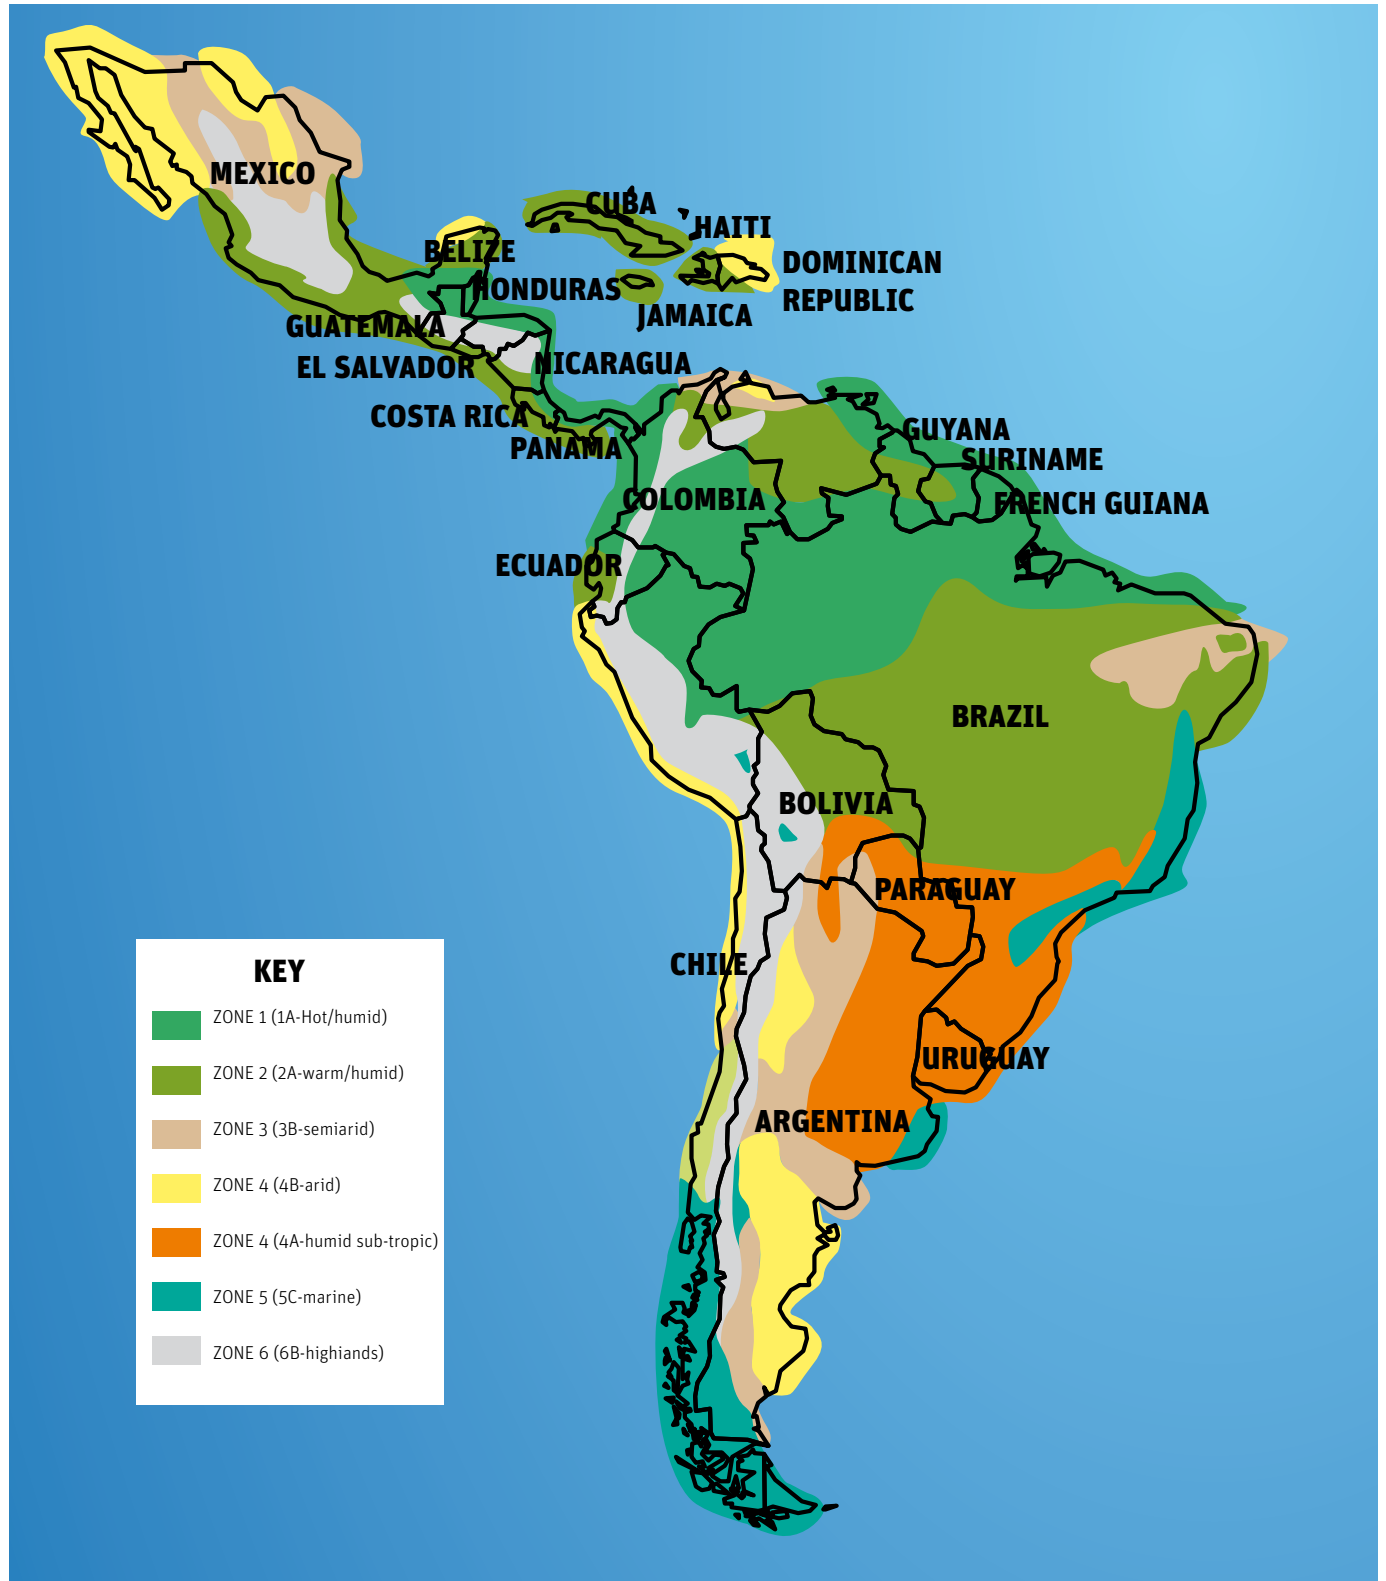 MEXICO
CUBA
HAITI
BELIZE
DOMINICAN
REPUBLIC
HONDURAS
JAMAICA
GUATEMALA
EL SALVADOR
NICARAGUA
COSTA RICA
PANAMA
GUYANA
SURINAME
COLOMBIA
FRENCH GUIANA
ECUADOR
BRAZIL
BOLIVIA
PARAGUAY
CHILE
URUGUAY
ARGENTINA
KEY
ZONE 1 (1A-Hot/humid)
ZONE 2 (2A-warm/humid)
ZONE 3 (3B-semiarid)
ZONE 4 (4B-arid)
ZONE 4 (4A-humid sub-tropic)
ZONE 5 (5C-marine)
ZONE 6 (6B-highiands)